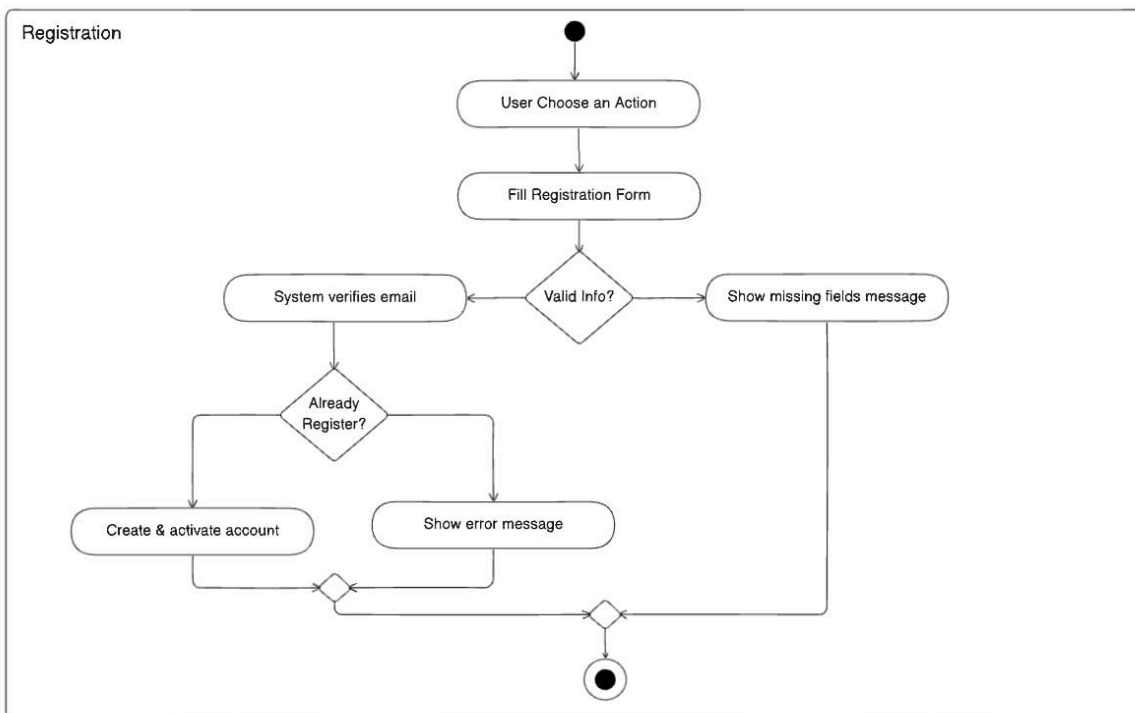 Registration
User Choose an Action
Fill Registration Form
System verifies email
Valid Info?
Show missing fields message
Already
Register?
Create & activate account
Show error message